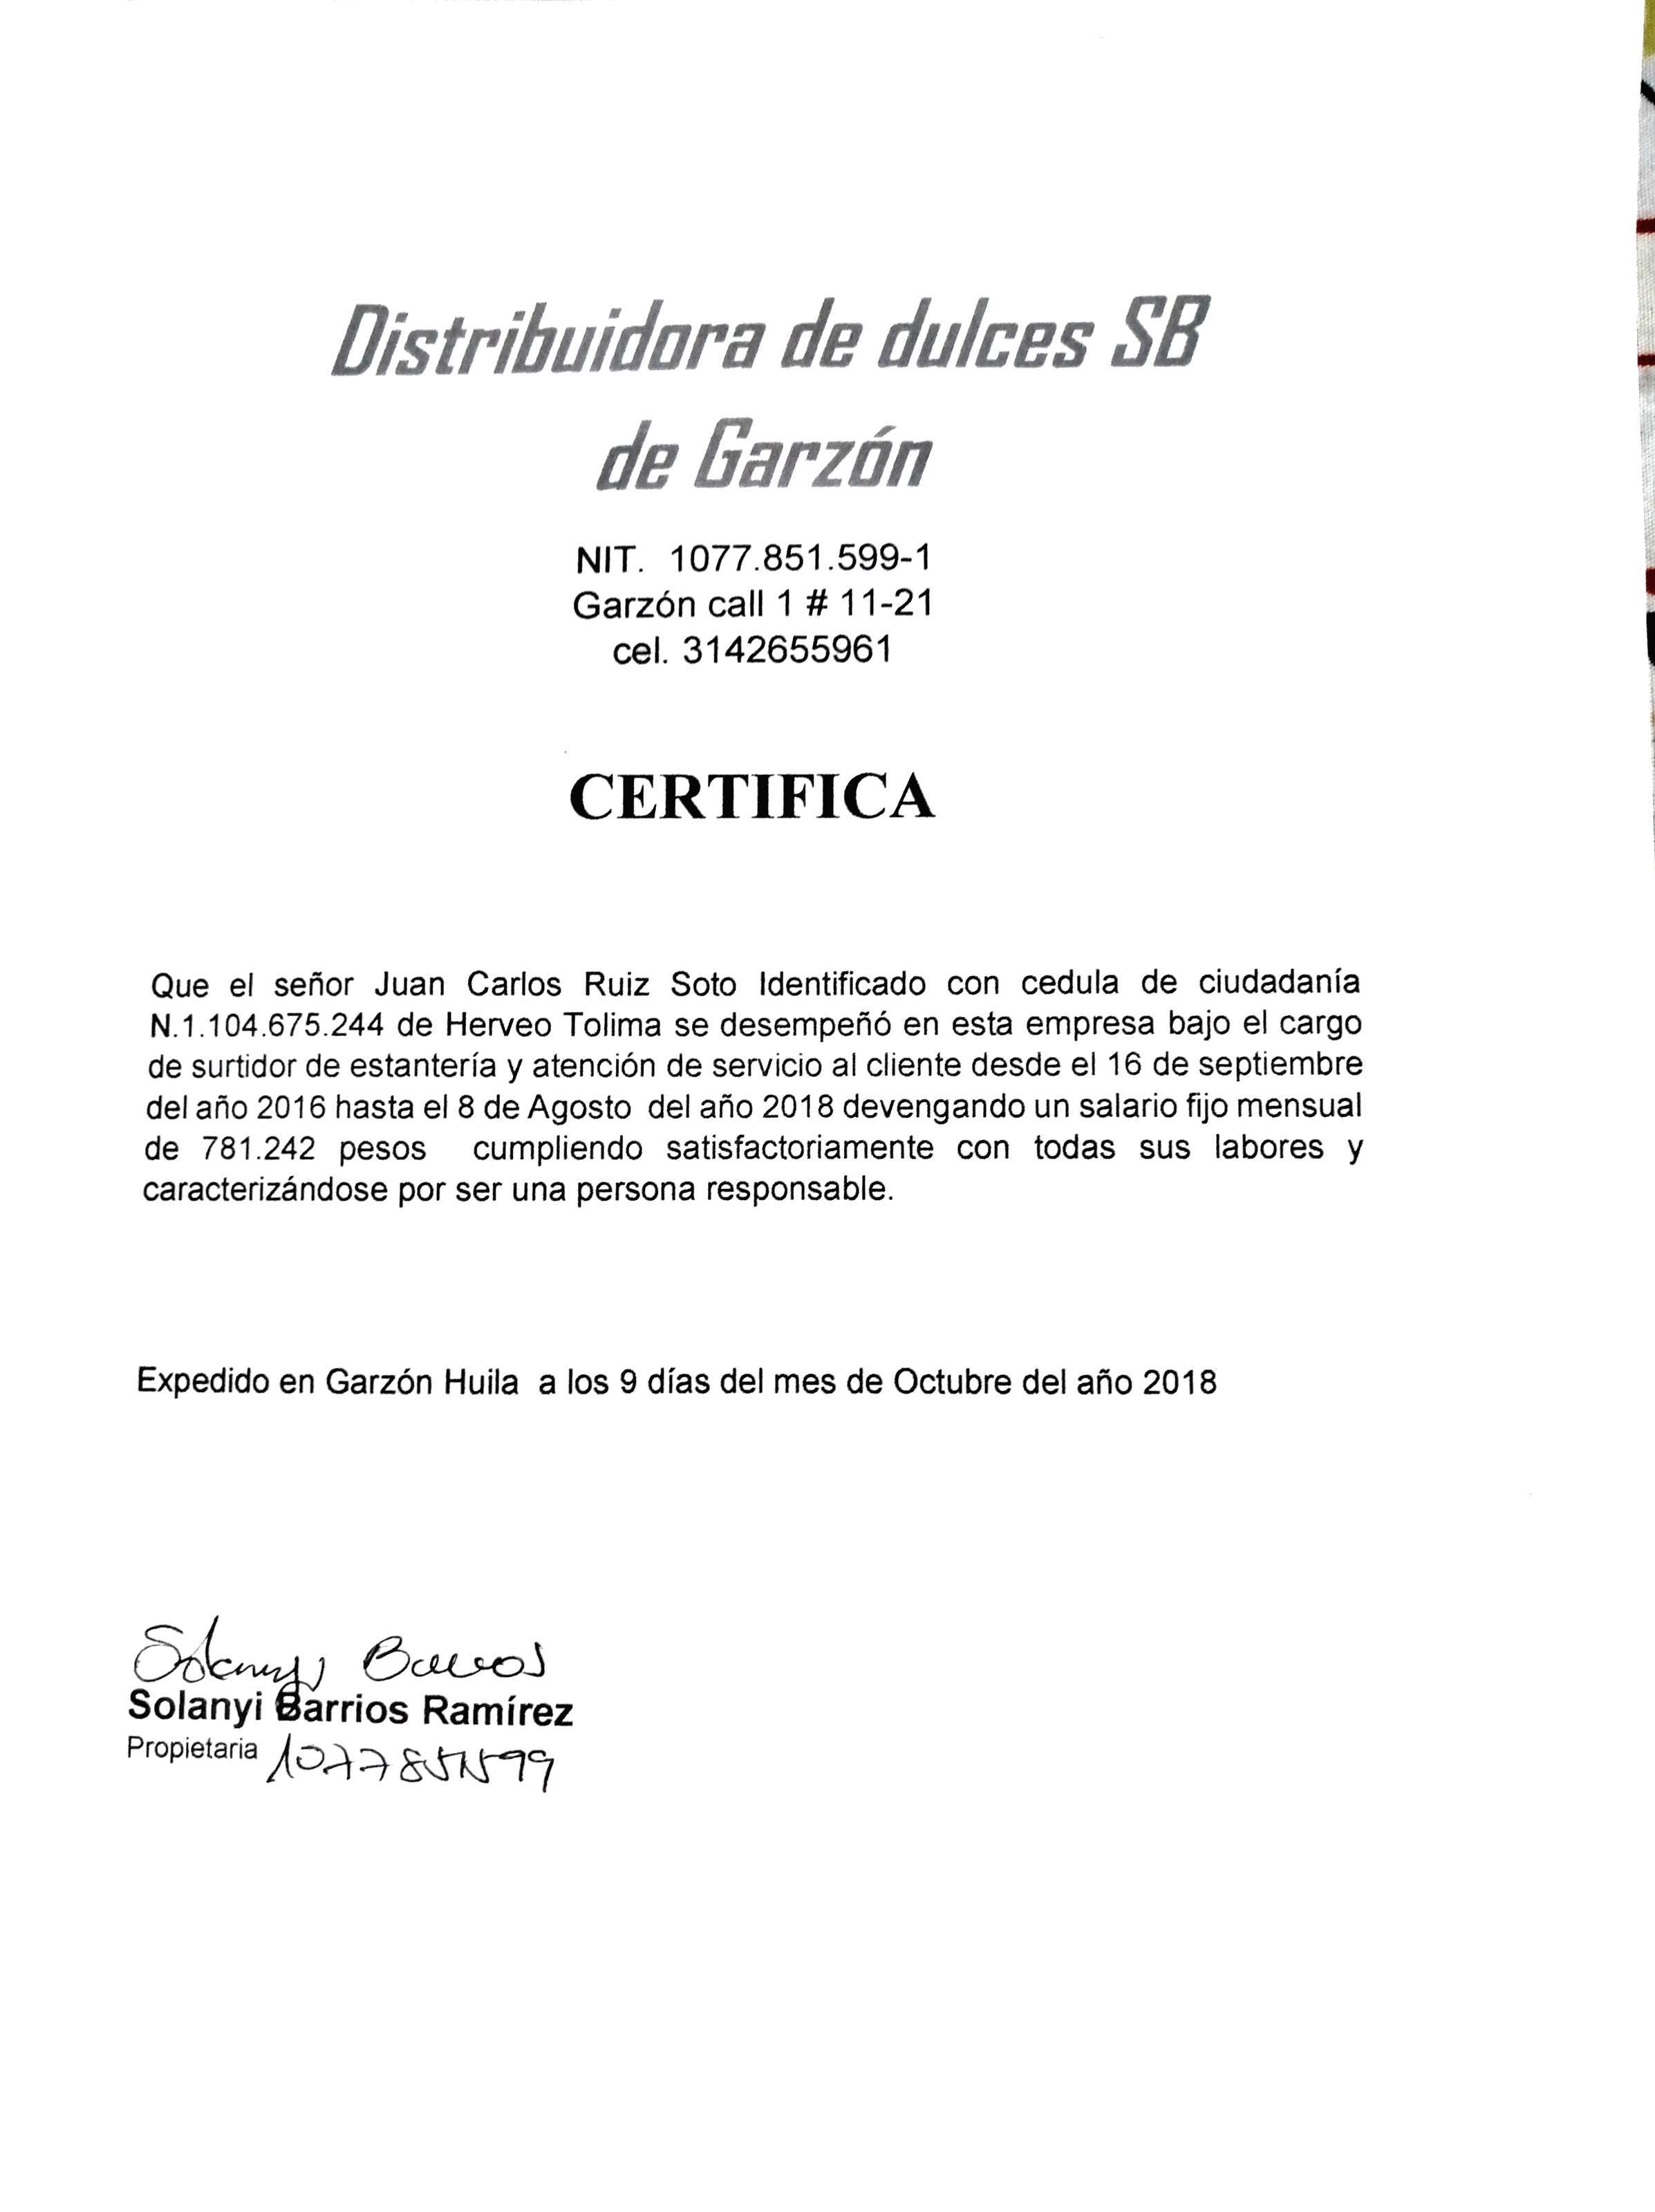 Distribuidora de dulces SB
de Garzón
NIT. 1077.851.599-1
Garzón call 1 # 11-21
cel. 3142655961
CERTIFICA
Que el señor Juan Carlos Ruiz Soto Identificado con cedula de ciudadanía
N.1.104.675.244 de Herveo Tolima se desempeñó en esta empresa bajo el cargo
de surtidor de estantería y atención de servicio al cliente desde el 16 de septiembre
del año 2016 hasta el 8 de Agosto del año 2018 devengando un salario fijo mensual
de 781.242 pesos cumpliendo satisfactoriamente con todas sus labores y
caracterizándose por ser una persona responsable.
Expedido en Garzón Huila a los 9 días del mes de Octubre del año 2018
Solanyi Barrios
Solanyi Barrios Ramírez
Propietaria 1077851599